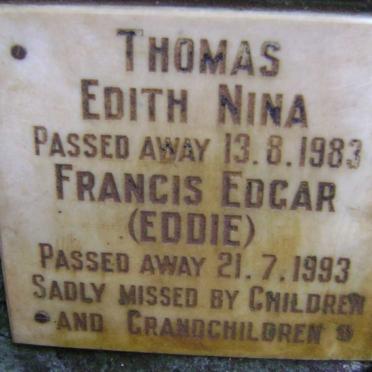 THOMAS
EDITH NINA
PASSED AWAY 13.8.1983
FRANCIS EDGAR
(EDDIE)
PASSED AWAY 21.7.1993
SADLY MISSED BY CHILDREN
AND GRANDCHILDREN